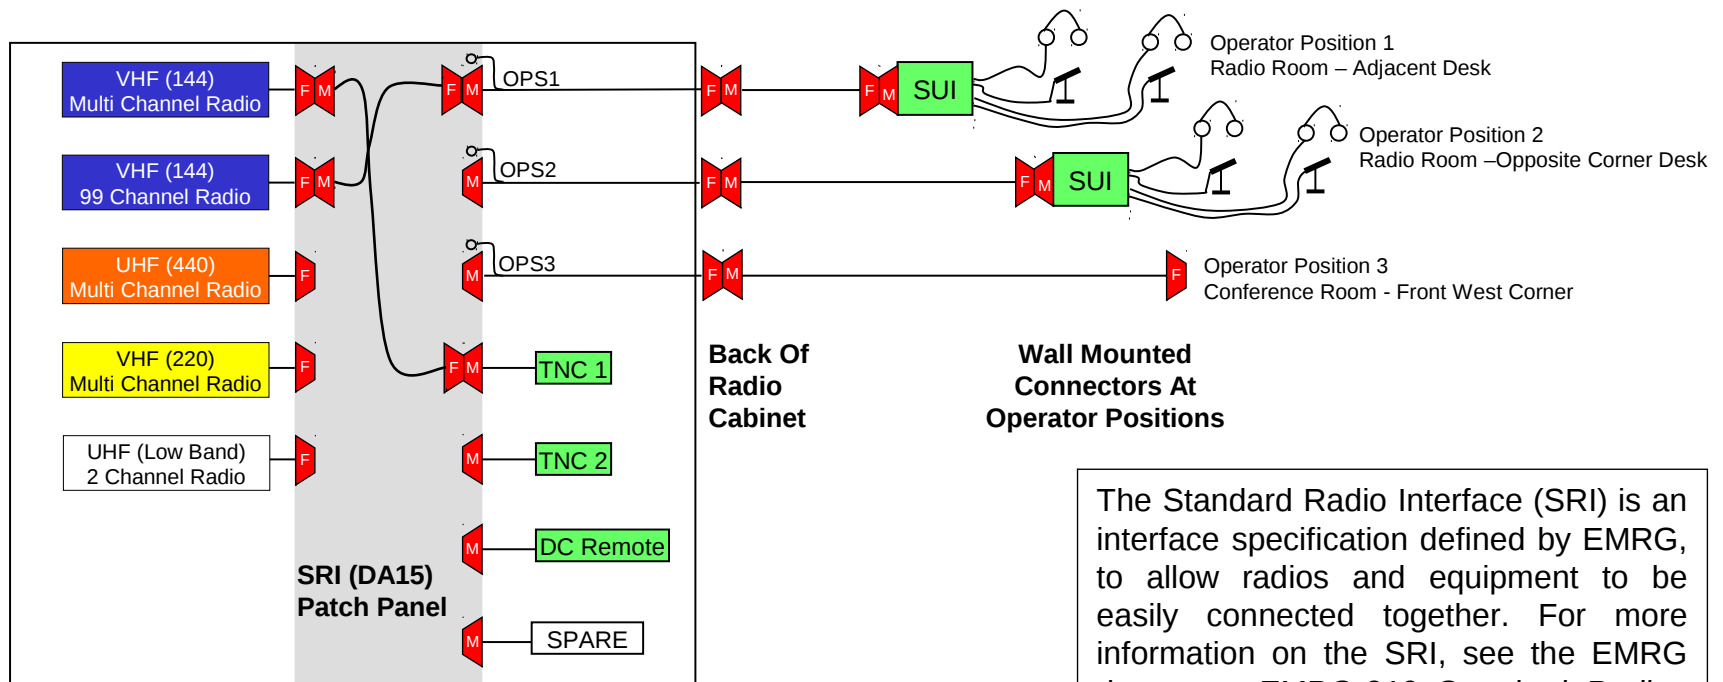 VHF (144)
Multi Channel Radio
F M
F M
OPS1
F M
F M
SUI
Operator Position 1
Radio Room – Adjacent Desk
VHF (144)
99 Channel Radio
F M
M
OPS2
F M
F M
SUI
Operator Position 2
Radio Room –Opposite Corner Desk
UHF (440)
Multi Channel Radio
F
M
OPS3
F M
F
Operator Position 3
Conference Room - Front West Corner
VHF (220)
Multi Channel Radio
F
F M
TNC 1
Back Of
Radio
Cabinet
Wall Mounted
Connectors At
Operator Positions
UHF (Low Band)
2 Channel Radio
F
M
TNC 2
M
DC Remote
SRI (DA15)
Patch Panel
M
SPARE
The Standard Radio Interface (SRI) is an
interface specification defined by EMRG,
to allow radios and equipment to be
easily connected together. For more
information on the SRI, see the EMRG